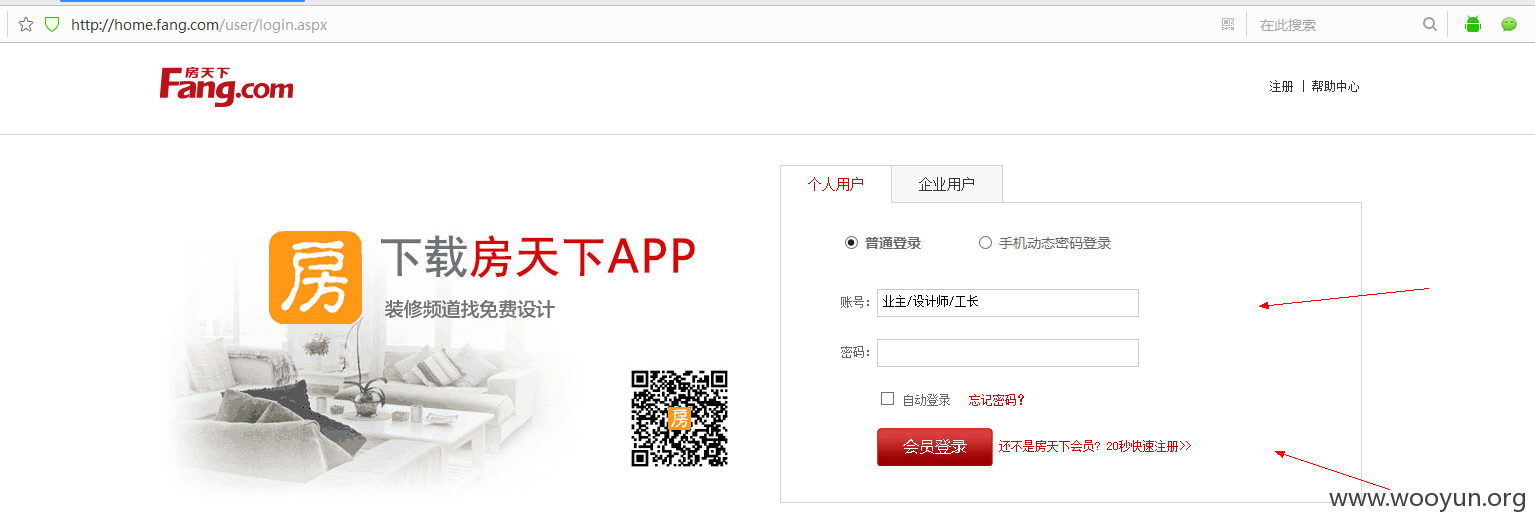 http://home.fang.com/user/login.aspx
在此搜索
房天下
Fang.com
注册 | 帮助中心
个人用户
企业用户
下载房天下APP
装修频道找免费设计
房
房
普通登录
手机动态密码登录
账号：
业主/设计师/工长
密码：
自动登录
忘记密码？
会员登录
还不是房天下会员？20秒快速注册>>
www.wooyun.org